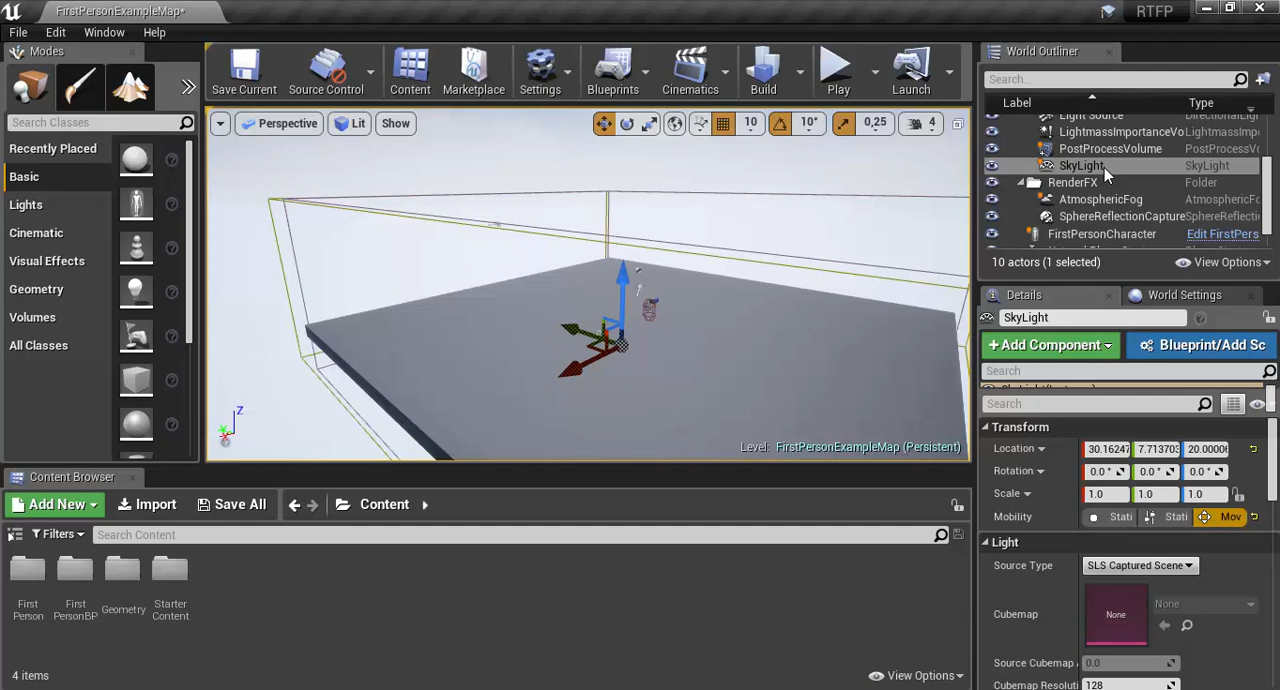 FirstPersonExampleMap*
RTFP
File Edit Window Help
Modes
Search Classes
Recently Placed
Basic
Lights
Cinematic
Visual Effects
Geometry
Volumes
All Classes
Save Current Source Control Content Marketplace Settings Blueprints Cinematics Build Play Launch
Perspective Lit Show 10 10° 0,25 4
Z
Level: FirstPersonExampleMap (Persistent)
World Outliner
Search...
Label Type
Light Source DirectionalLight
LightmassImportanceVo Lightmass
PostProcessVolume PostProcessV
SkyLight SkyLight
RenderFX Folder
AtmosphericFog AtmosphericF
SphereReflectionCapture SphereReflecti
FirstPersonCharacter Edit FirstPers
10 actors (1 selected) View Options
Details World Settings
SkyLight
+Add Component Blueprint/Add Sc
Search
Search
Transform
Location 30.16247 7.713703 20.00006
Rotation 0.0° 0.0° 0.0°
Scale 1.0 1.0 1.0
Mobility Stati Stati Mov
Light
Source Type SLS Captured Scene
Cubemap None None
Source Cubemap A 0.0
Cubemap Resoluti 128
Content Browser
Add New Import Save All Content
Filters Search Content
First Person
First PersonBP
Geometry
Starter Content
4 items View Options